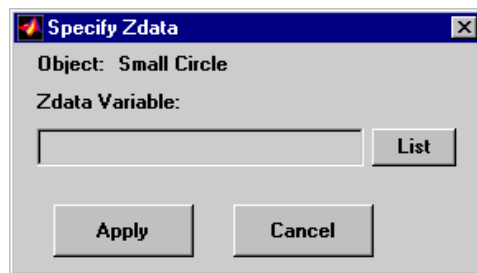 Specify Zdata
Object: Small Circle
Zdata Variable:
List
Apply Cancel